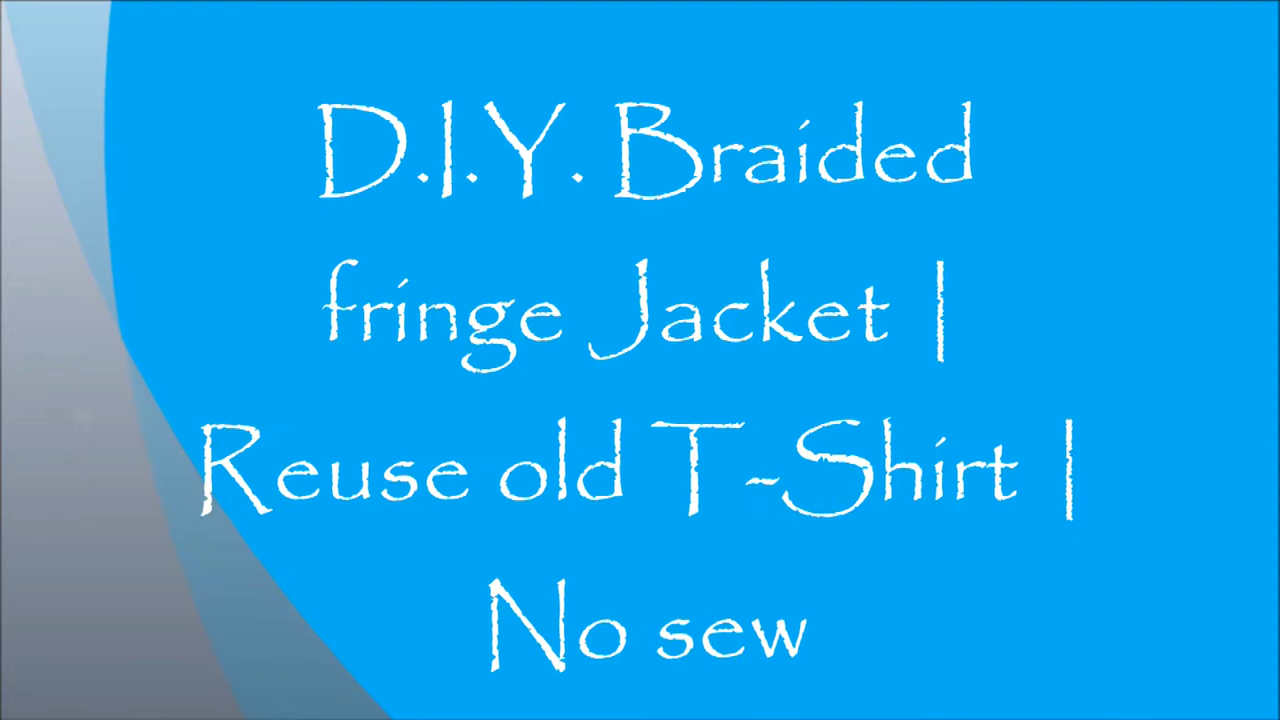 D.I.Y. Braided
fringe Jacket |
Reuse old T-Shirt |
No sew